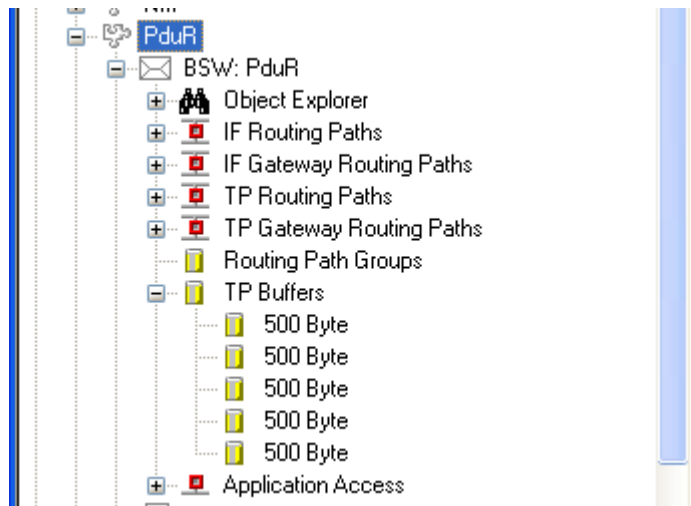 PduR
BSW: PduR
Object Explorer
IF Routing Paths
IF Gateway Routing Paths
TP Routing Paths
TP Gateway Routing Paths
Routing Path Groups
TP Buffers
500 Byte
500 Byte
500 Byte
500 Byte
500 Byte
Application Access